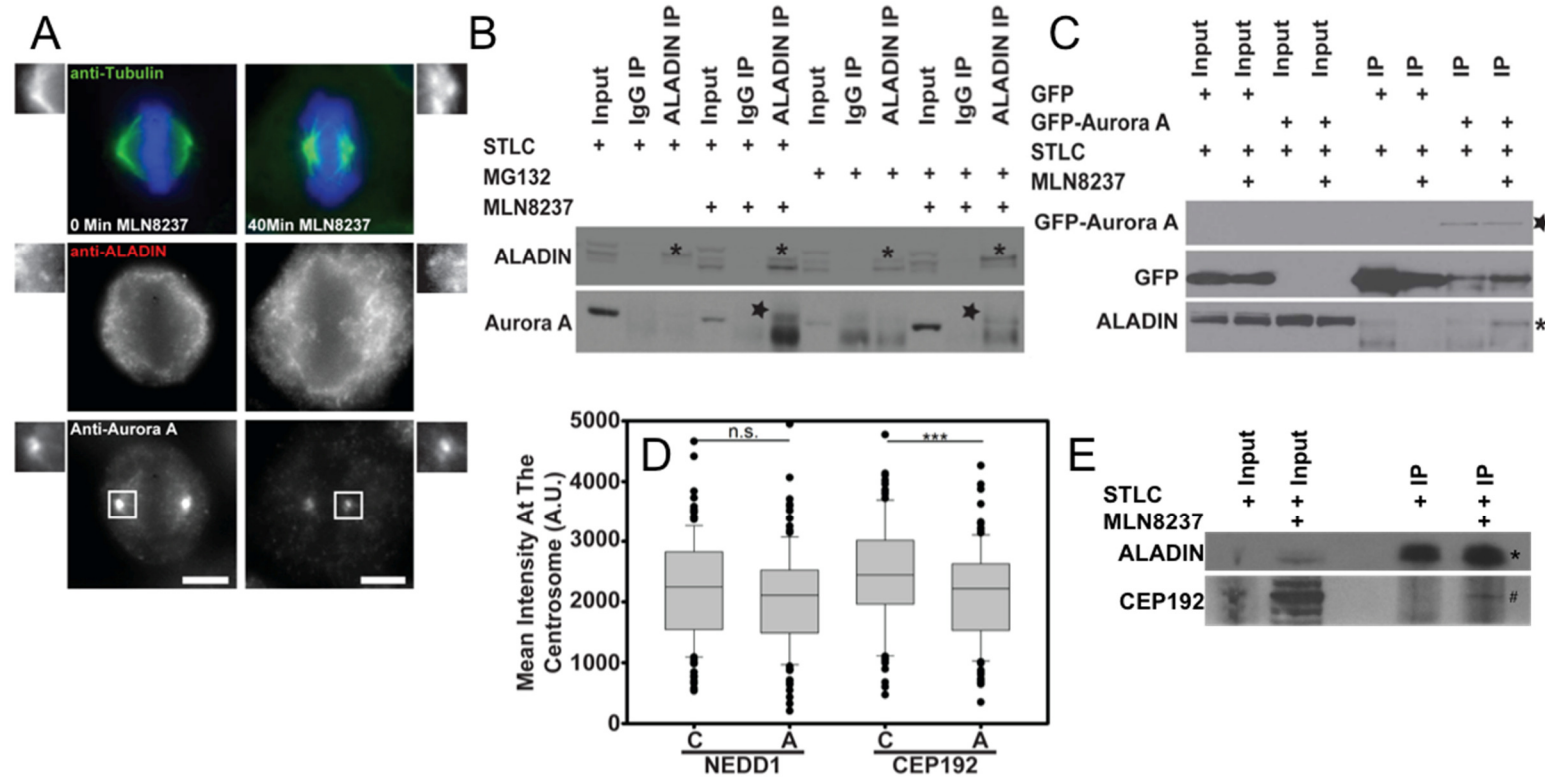 A
anti-Tubulin
0 Min MLN8237
40Min MLN8237
anti-ALADIN
Anti-Aurora A
B
Input IgG IP ALADIN IP Input IgG IP ALADIN IP Input IgG IP ALADIN IP Input IgG IP ALADIN IP
STLC + + + + + +
MG132 + + + + + +
MLN8237 + + + + + +
ALADIN * * * *
Aurora A ★ ★
C
Input Input Input Input IP IP IP IP
GFP + + + +
GFP-Aurora A + + + +
STLC + + + + + + + +
MLN8237 + + + +
GFP-Aurora A ★
GFP
ALADIN *
D
Mean Intensity At The
Centrosome (A.U.)
5000
4000
3000
2000
1000
0
n.s.
***
C A C A
NEDD1 CEP192
E
Input Input IP IP
STLC + + + +
MLN8237 + +
ALADIN *
CEP192 #